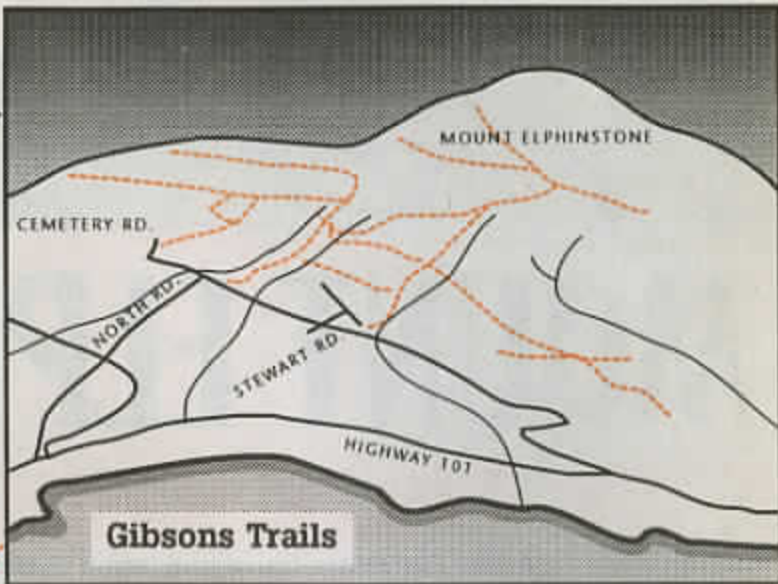 MOUNT ELPHINSTONE
CEMETERY RD.
NORTH RD.
STEWART RD
HIGHWAY 101
Gibsons Trails